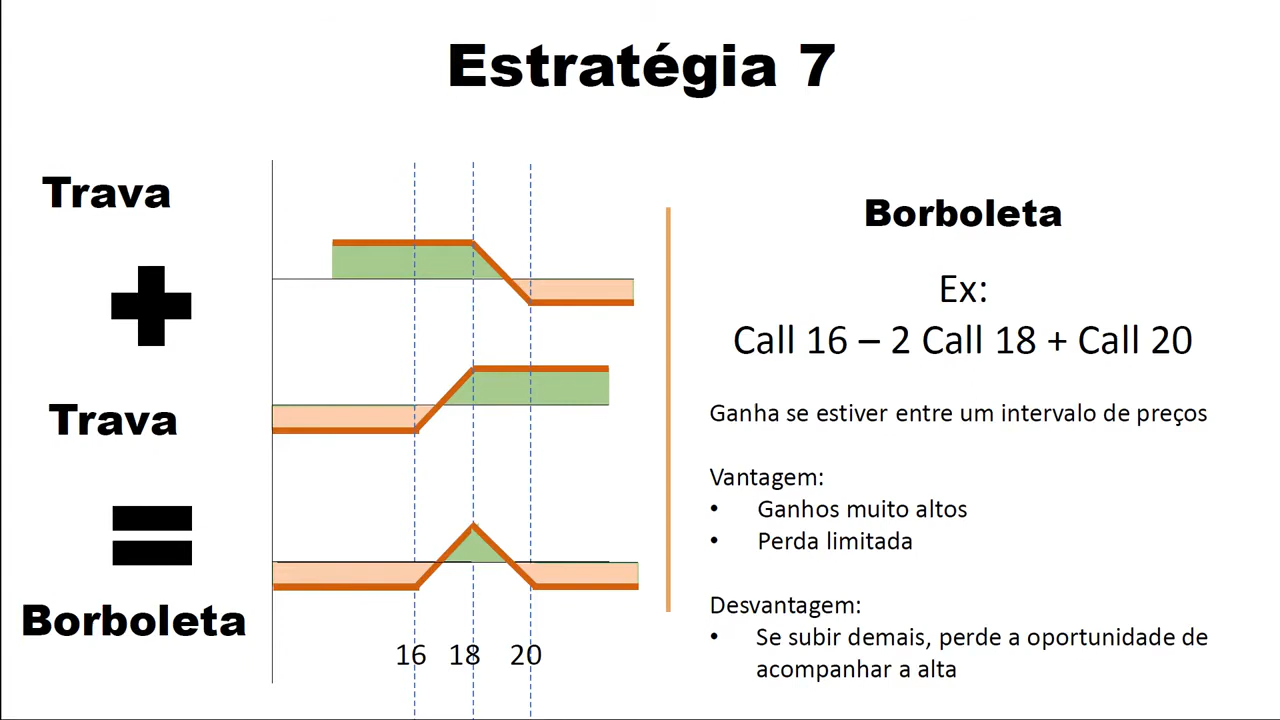 Estratégia 7
Trava
Trava
Borboleta
16 18 20
Borboleta
Ex:
Call 16 – 2 Call 18 + Call 20
Ganha se estiver entre um intervalo de preços
Vantagem:
• Ganhos muito altos
• Perda limitada
Desvantagem:
• Se subir demais, perde a oportunidade de
acompanhar a alta